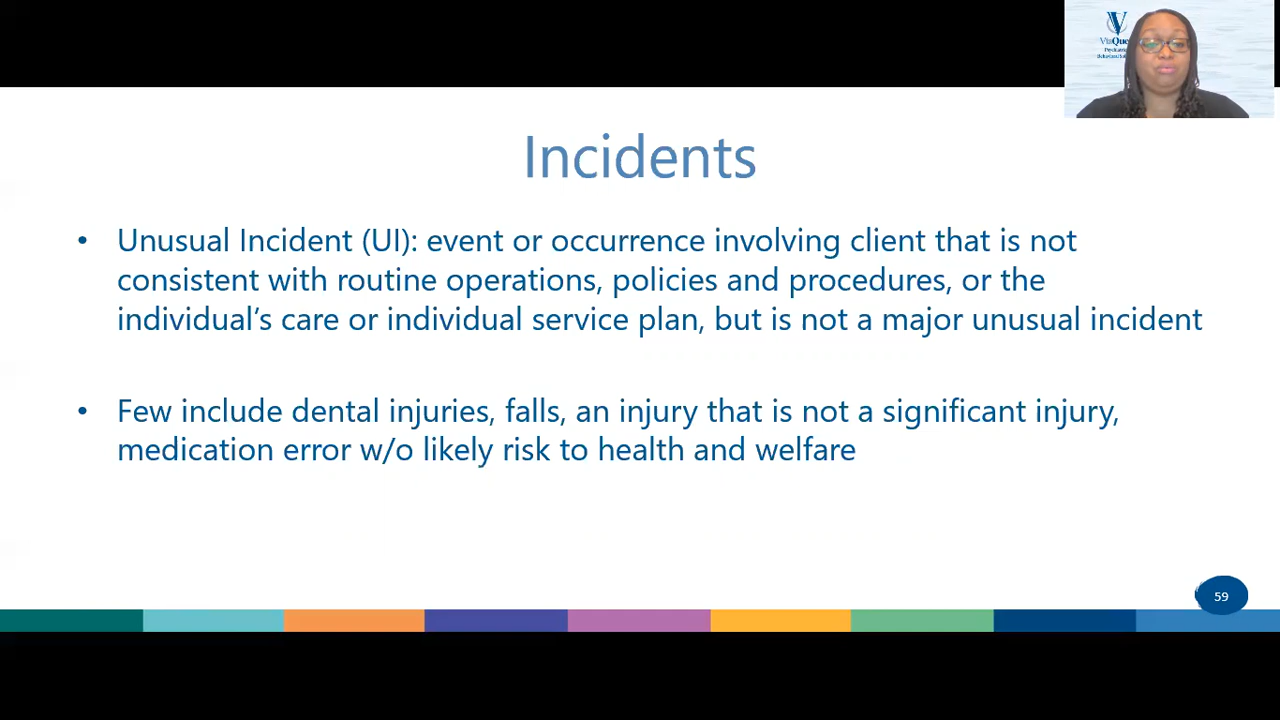 Incidents
• Unusual Incident (UI): event or occurrence involving client that is not
consistent with routine operations, policies and procedures, or the
individual's care or individual service plan, but is not a major unusual incident
• Few include dental injuries, falls, an injury that is not a significant injury,
medication error w/o likely risk to health and welfare
59